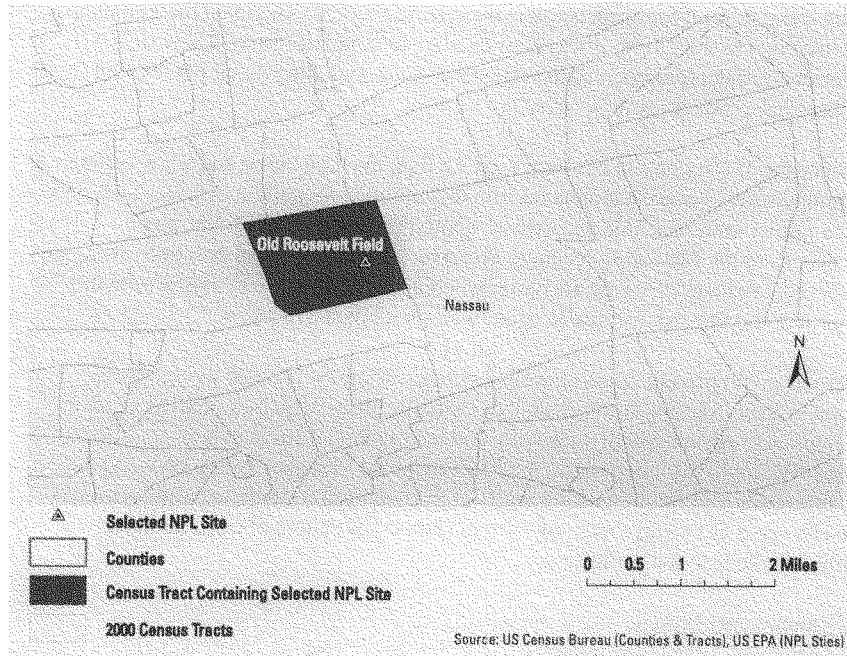 Old Roosevelt Field
Nassau
N
Selected NPL Site
Counties
Census Tract Containing Selected NPL Site
2000 Census Tracts
0 0.5 1 2 Miles
Source: US Census Bureau (Counties & Tracts), US EPA (NPL Sties)